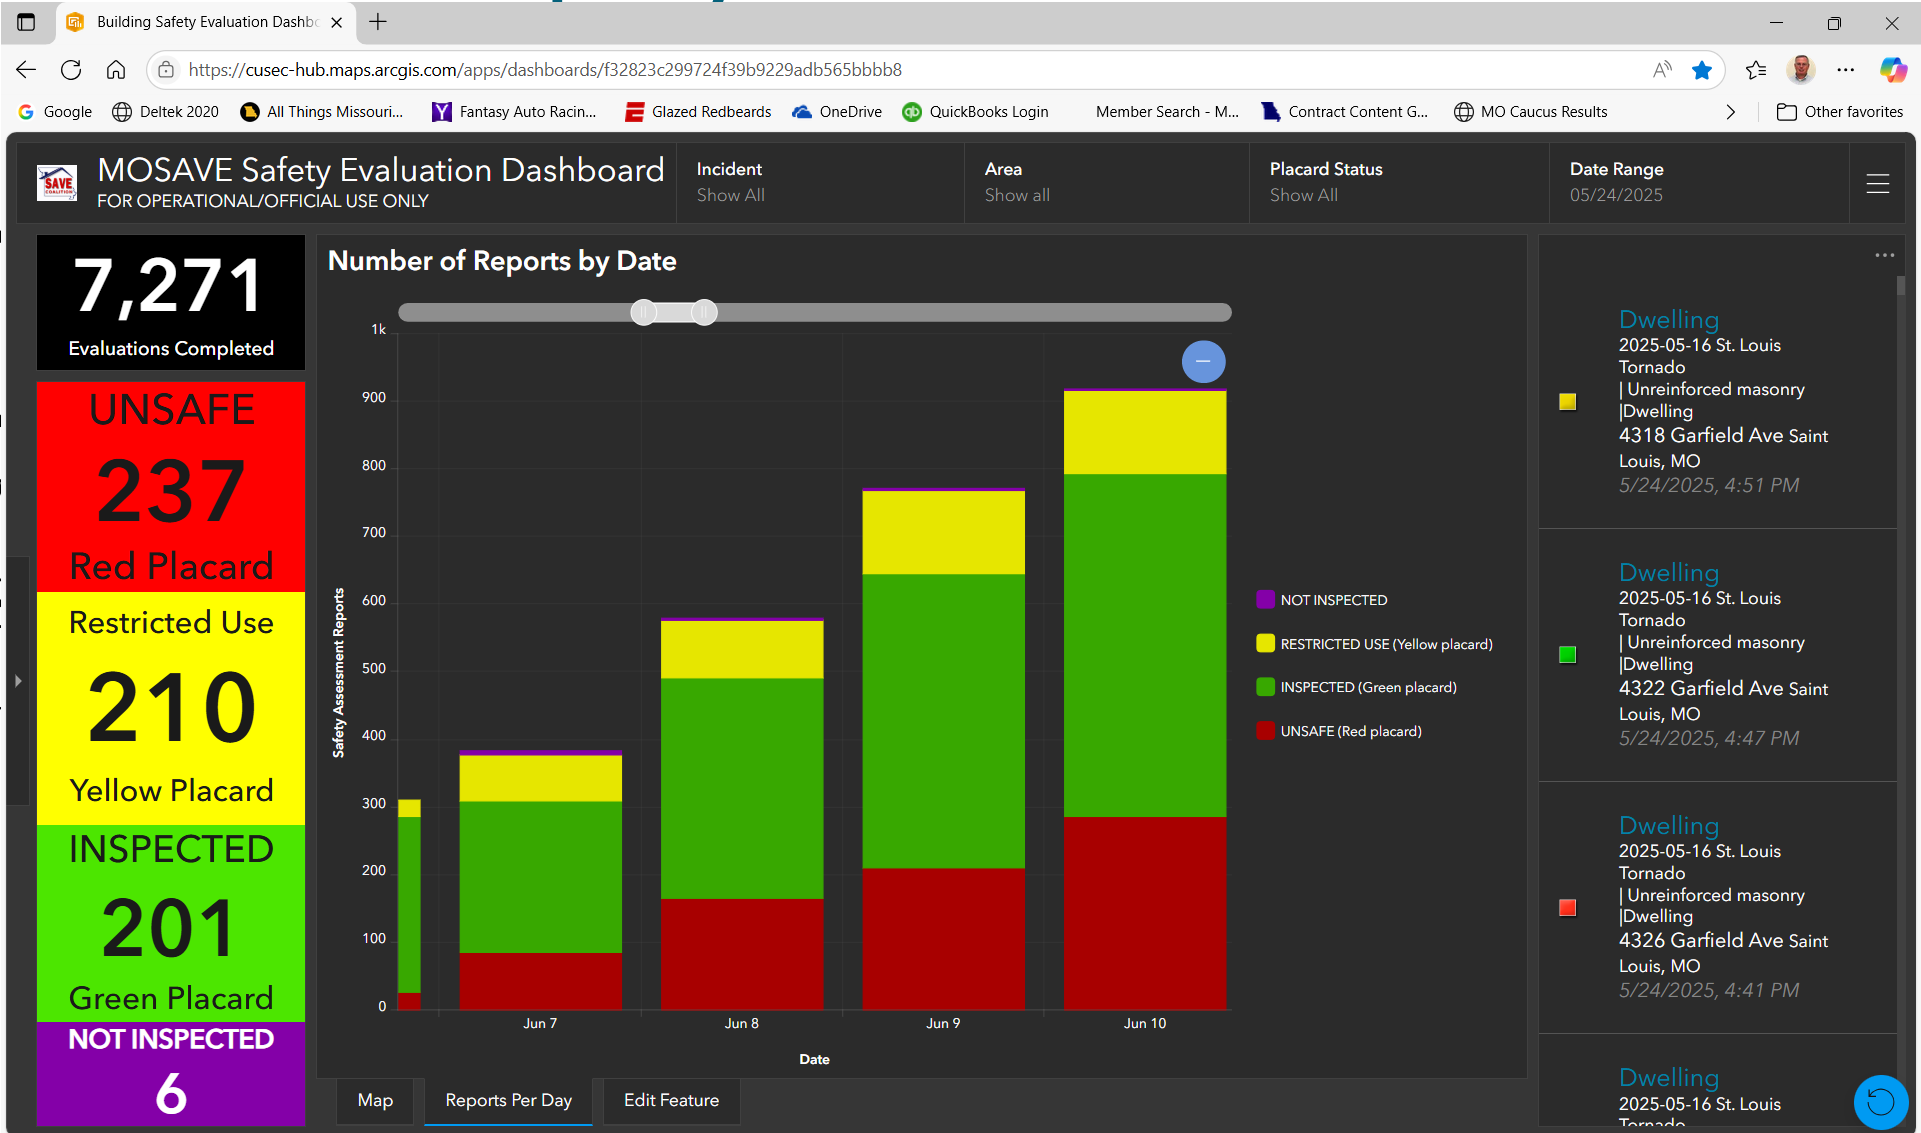 Building Safety Evaluation Dashb
https://cusec-hub.maps.arcgis.com/apps/dashboards/f32823c299724f39b9229adb565bbbb8
Google
Deltek 2020
All Things Missouri...
Fantasy Auto Racin...
Glazed Redbeards
OneDrive
QuickBooks Login
Member Search - M...
Contract Content G...
MO Caucus Results
Other favorites
SAVE
COALITION
MOSAVE Safety Evaluation Dashboard
FOR OPERATIONAL/OFFICIAL USE ONLY
Incident
Show All
Area
Show all
Placard Status
Show All
Date Range
05/24/2025
7,271
Evaluations Completed
UNSAFE
237
Red Placard
Restricted Use
210
Yellow Placard
INSPECTED
201
Green Placard
NOT INSPECTED
6
Number of Reports by Date
1k
900
800
700
600
500
400
300
200
100
0
Safety Assessment Reports
Jun 7
Jun 8
Jun 9
Jun 10
Date
NOT INSPECTED
RESTRICTED USE (Yellow placard)
INSPECTED (Green placard)
UNSAFE (Red placard)
Map
Reports Per Day
Edit Feature
Dwelling
2025-05-16 St. Louis
Tornado
| Unreinforced masonry
|Dwelling
4318 Garfield Ave Saint
Louis, MO
5/24/2025, 4:51 PM
Dwelling
2025-05-16 St. Louis
Tornado
| Unreinforced masonry
|Dwelling
4322 Garfield Ave Saint
Louis, MO
5/24/2025, 4:47 PM
Dwelling
2025-05-16 St. Louis
Tornado
| Unreinforced masonry
|Dwelling
4326 Garfield Ave Saint
Louis, MO
5/24/2025, 4:41 PM
Dwelling
2025-05-16 St. Louis
Tornado